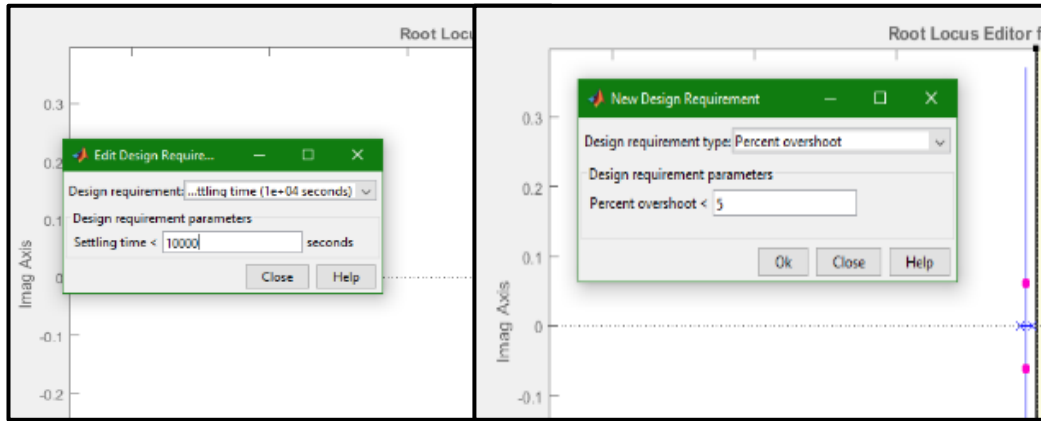 Root Locu
0.3
0.2
0.1
0
-0.1
-0.2
Imag Axis
Edit Design Require...
Design requirement: ...ttling time (1e+04 seconds)
Design requirement parameters
Settling time < 10000 seconds
Close Help
Root Locus Editor f
0.3
0.2
0.1
0
-0.1
Imag Axis
New Design Requirement
Design requirement type: Percent overshoot
Design requirement parameters
Percent overshoot < 5
Ok Close Help